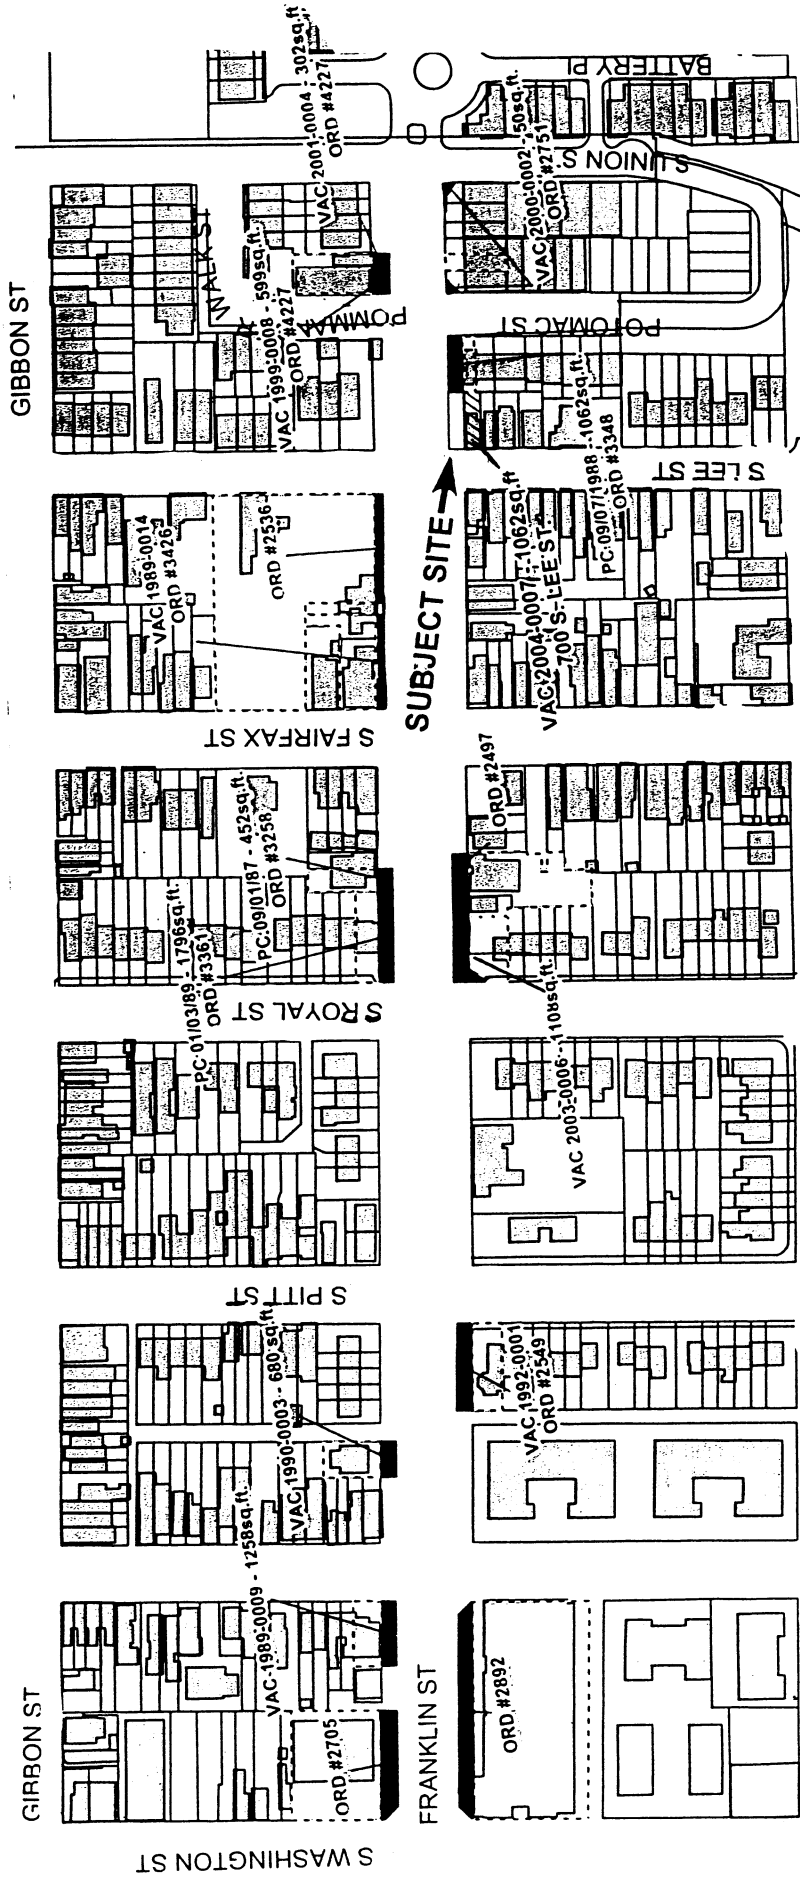 GIBBON ST
GIBBON ST
FRANKLIN ST
S WASHINGTON ST
S PITT ST
S ROYAL ST
S FAIRFAX ST
S LEE ST
POTOMAC ST
S UNION S
BATTERY PL
WALK ST
SUBJECT SITE
ORD #2705
VAC 1989-0009 - 1258sq.ft.
VAC 1990-0003 - 680 sq.ft.
PC:01/03/89 - 1796sq.ft.
ORD #3361
PC:09/01/87 - 452sq.ft.
ORD #3258
VAC 1989-0014
ORD #3426
ORD #2536
VAC 1999-0008 - 599sq.ft.
ORD #4227
VAC 2001-0004 - 302sq.ft
ORD #4227
ORD #2892
VAC 1992-0001
ORD #2549
VAC 2003-0006 - 1108sq.ft.
ORD #2497
VAC 2004-0007 - 1062sq.ft
700 S. LEE ST.
PC:09/07/1988 - 1062sq.ft.
ORD #3348
VAC 2000-0002 - 50sq.ft.
ORD #2751